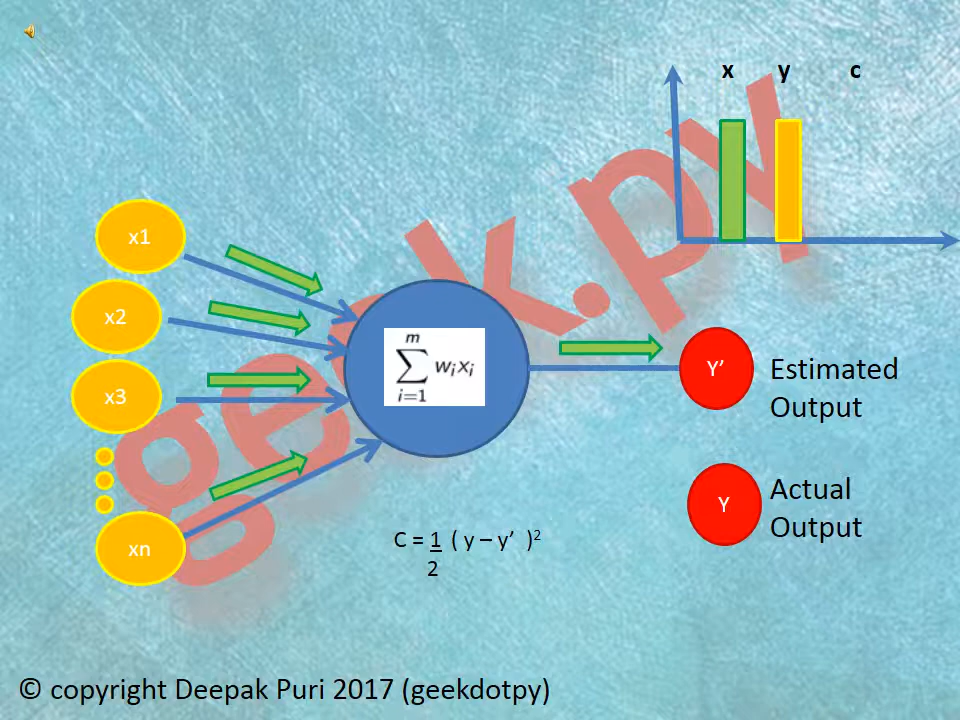 x y c
geek.py
x1
x2
x3
xn
m
∑ wᵢxᵢ
i=1
Y’
Estimated
Output
Y
Actual
Output
C = 1 ( y – y’ )²
2
© copyright Deepak Puri 2017 (geekdotpy)